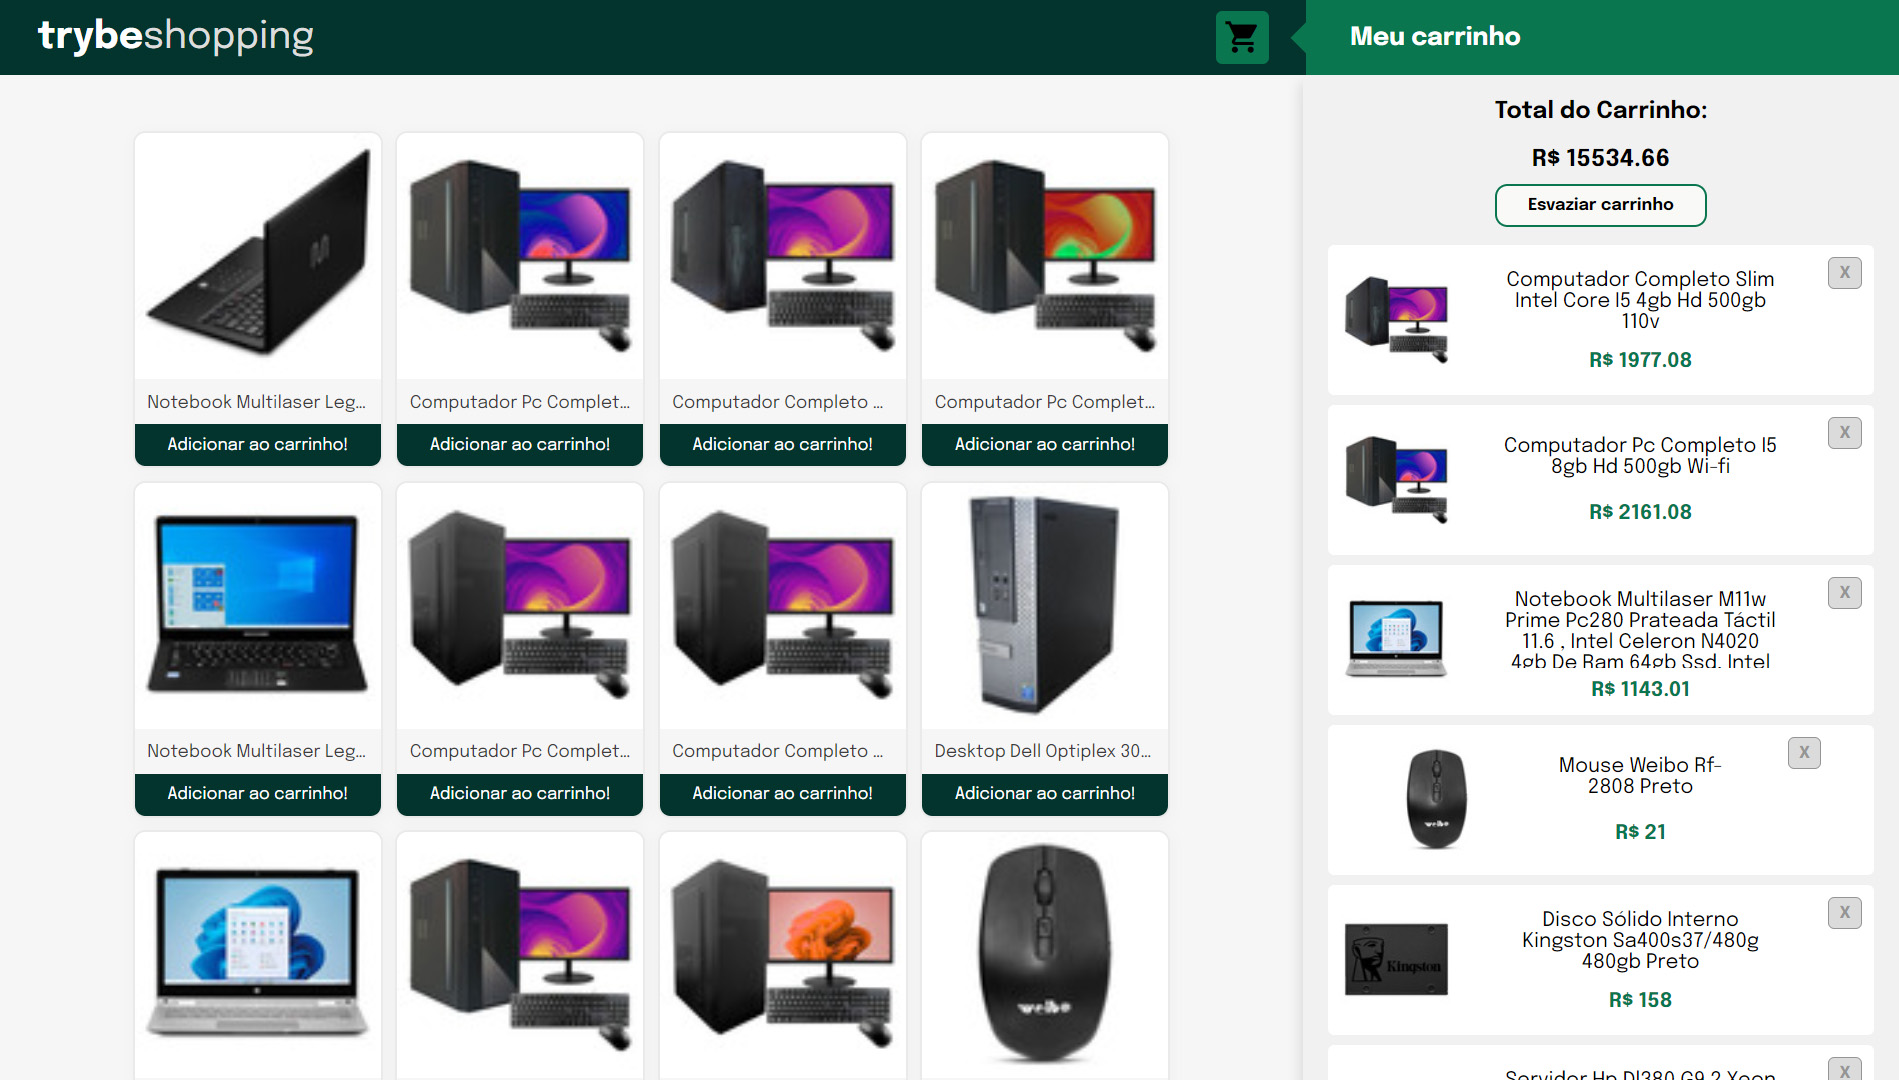 trybeshopping
Meu carrinho
Total do Carrinho:
R$ 15534.66
Esvaziar carrinho
Notebook Multilaser Leg...
Adicionar ao carrinho!
Computador Pc Complet...
Adicionar ao carrinho!
Computador Completo ...
Adicionar ao carrinho!
Computador Pc Complet...
Adicionar ao carrinho!
Notebook Multilaser Leg...
Adicionar ao carrinho!
Computador Pc Complet...
Adicionar ao carrinho!
Computador Completo ...
Adicionar ao carrinho!
Desktop Dell Optiplex 30...
Adicionar ao carrinho!
weibo
X
Computador Completo Slim
Intel Core I5 4gb Hd 500gb
110v
R$ 1977.08
X
Computador Pc Completo I5
8gb Hd 500gb Wi-fi
R$ 2161.08
X
Notebook Multilaser M11w
Prime Pc280 Prateada Táctil
11.6 , Intel Celeron N4020
4gb De Ram 64gb Ssd, Intel
R$ 1143.01
X
weibo
Mouse Weibo Rf-
2808 Preto
R$ 21
X
Kingston
Disco Sólido Interno
Kingston Sa400s37/480g
480gb Preto
R$ 158
X
Servidor Hp Dl380 G9 2 Xeon